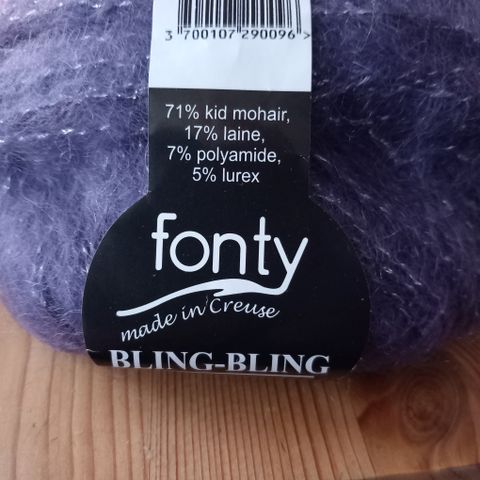 3 700107 290096 >
71% kid mohair,
17% laine,
7% polyamide,
5% lurex
fonty
made in Creuse
BLING-BLING